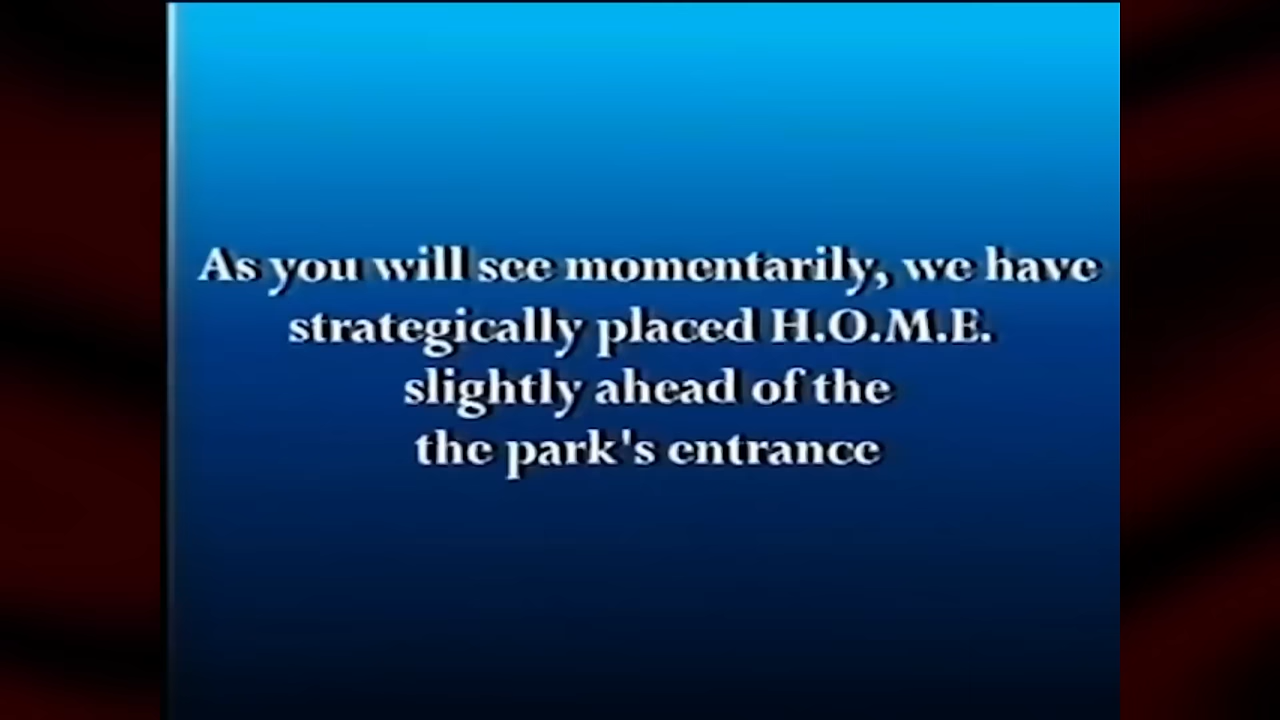 As you will see momentarily, we have
strategically placed H.O.M.E.
slightly ahead of the
the park's entrance